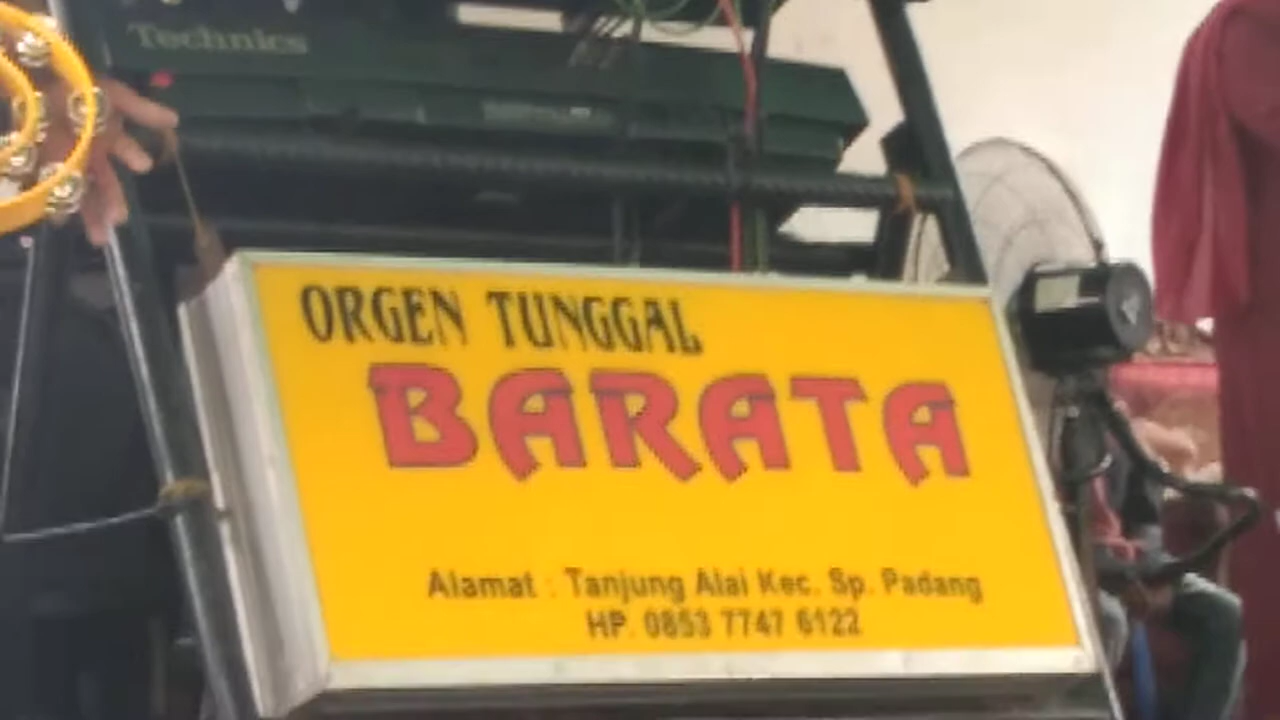 Technics
ORGEN TUNGGAL
BARATA
Alamat : Tanjung Alai Kec. Sp. Padang
HP. 0853 7747 6122